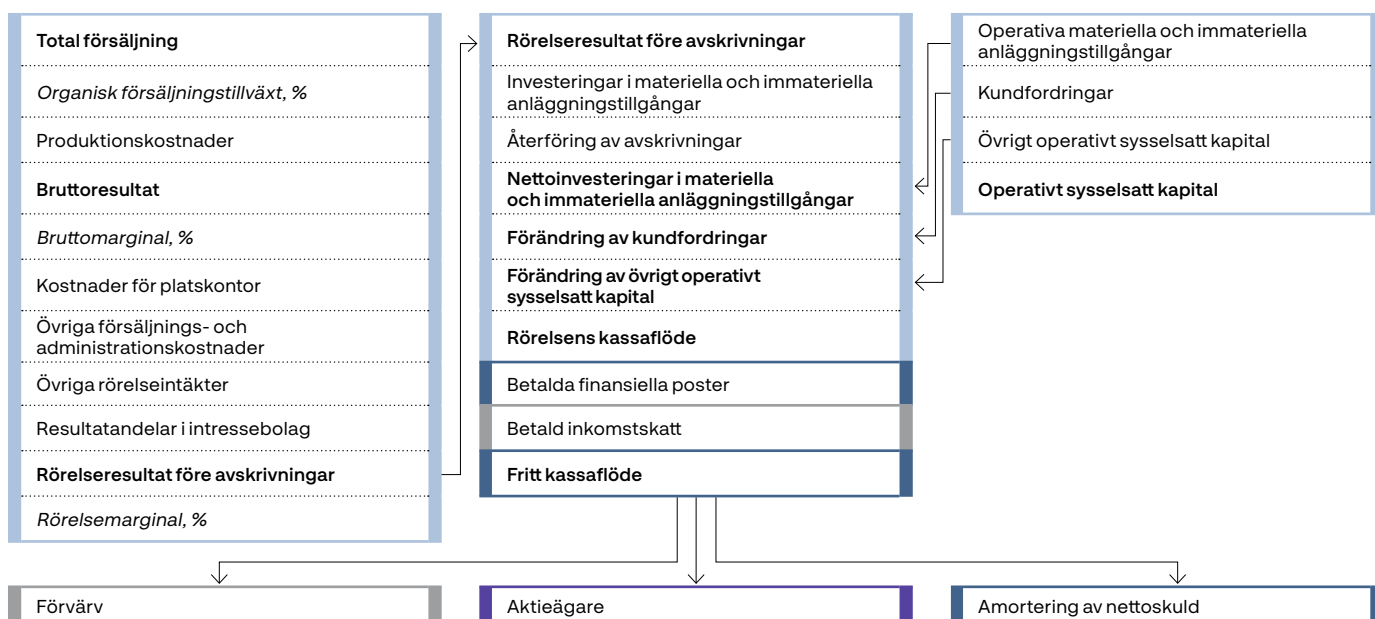 Total försäljning
Organisk försäljningstillväxt, %
Produktionskostnader
Bruttoresultat
Bruttomarginal, %
Kostnader för platskontor
Övriga försäljnings- och
administrationskostnader
Övriga rörelseintäkter
Resultatandelar i intressebolag
Rörelseresultat före avskrivningar
Rörelsemarginal, %
Rörelseresultat före avskrivningar
Investeringar i materiella och immateriella
anläggningstillgångar
Återföring av avskrivningar
Nettoinvesteringar i materiella
och immateriella anläggningstillgångar
Förändring av kundfordringar
Förändring av övrigt operativt
sysselsatt kapital
Rörelsens kassaflöde
Betalda finansiella poster
Betald inkomstskatt
Fritt kassaflöde
Operativa materiella och immateriella
anläggningstillgångar
Kundfordringar
Övrigt operativt sysselsatt kapital
Operativt sysselsatt kapital
Förvärv
Aktieägare
Amortering av nettoskuld